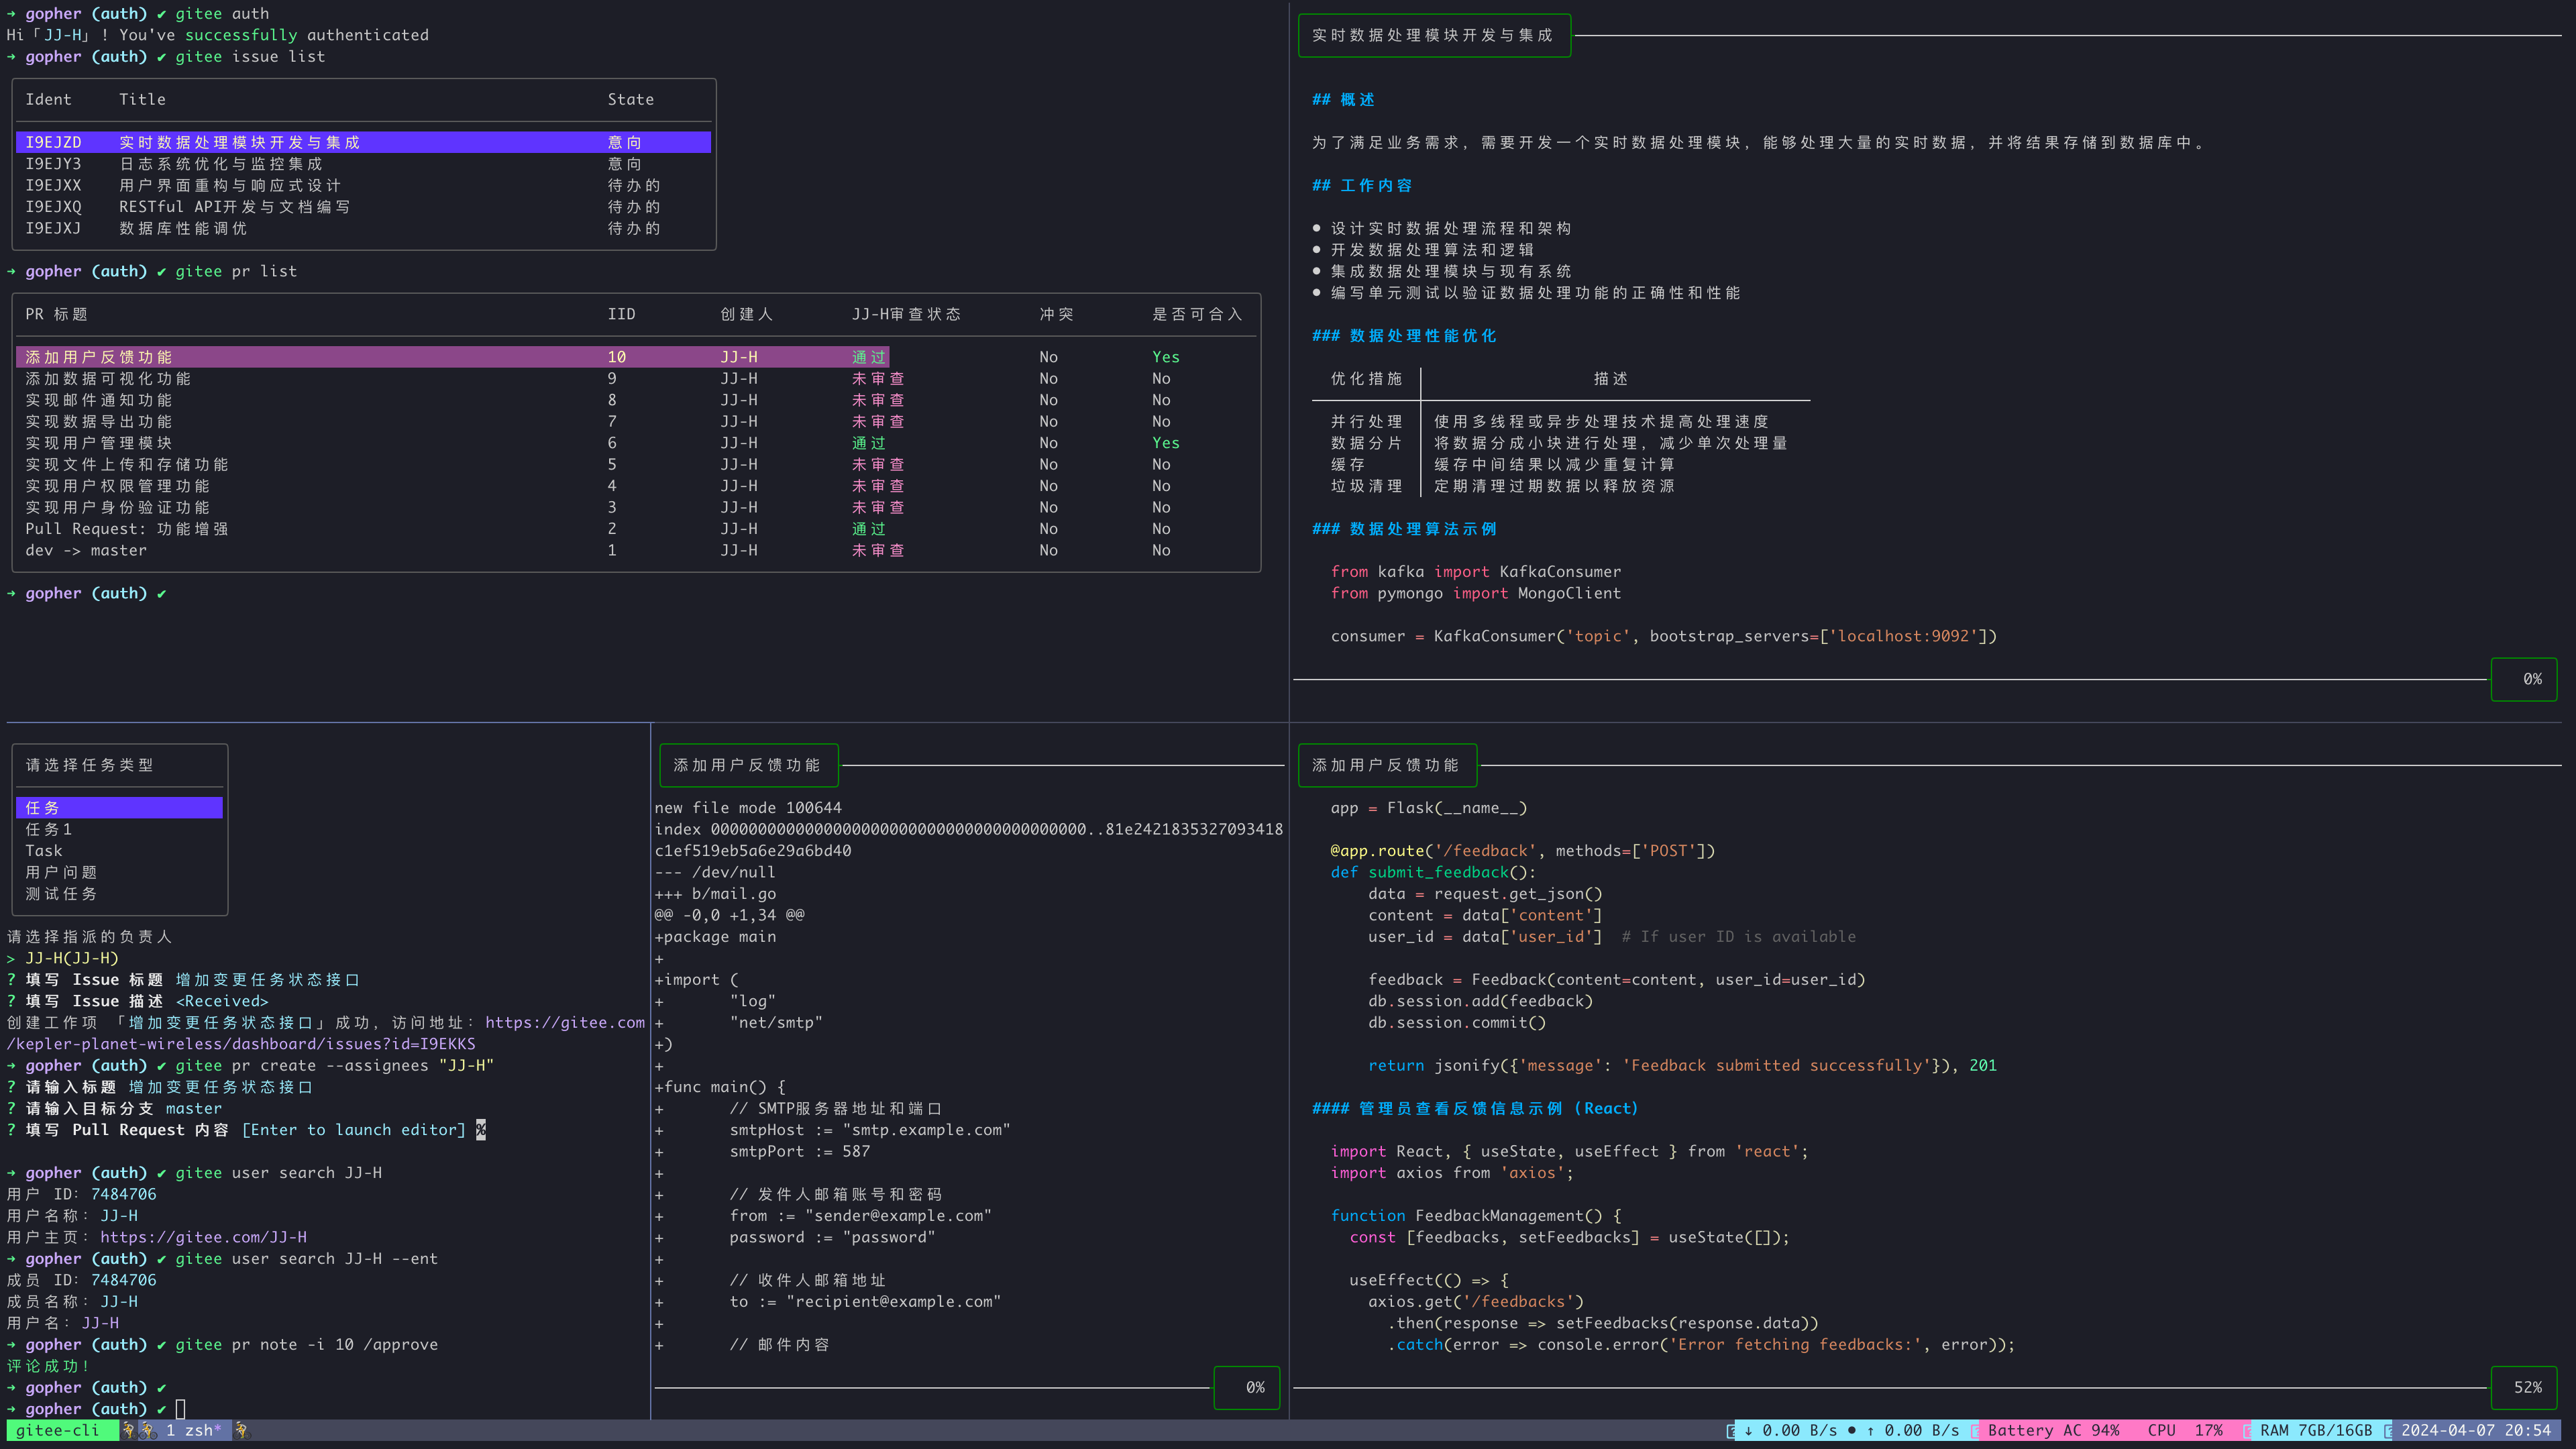 ➜ gopher (auth) ✔ gitee auth
Hi「JJ-H」! You've successfully authenticated
➜ gopher (auth) ✔ gitee issue list
Ident Title State
I9EJZD 实时数据处理模块开发与集成 意向
I9EJY3 日志系统优化与监控集成 意向
I9EJXX 用户界面重构与响应式设计 待办的
I9EJXQ RESTful API开发与文档编写 待办的
I9EJXJ 数据库性能调优 待办的
➜ gopher (auth) ✔ gitee pr list
PR 标题 IID 创建人 JJ-H审查状态 冲突 是否可合入
添加用户反馈功能 10 JJ-H 通过 No Yes
添加数据可视化功能 9 JJ-H 未审查 No No
实现邮件通知功能 8 JJ-H 未审查 No No
实现数据导出功能 7 JJ-H 未审查 No No
实现用户管理模块 6 JJ-H 通过 No Yes
实现文件上传和存储功能 5 JJ-H 未审查 No No
实现用户权限管理功能 4 JJ-H 未审查 No No
实现用户身份验证功能 3 JJ-H 未审查 No No
Pull Request: 功能增强 2 JJ-H 通过 No No
dev -> master 1 JJ-H 未审查 No No
➜ gopher (auth) ✔
实时数据处理模块开发与集成
## 概述
为了满足业务需求，需要开发一个实时数据处理模块，能够处理大量的实时数据，并将结果存储到数据库中。
## 工作内容
● 设计实时数据处理流程和架构
● 开发数据处理算法和逻辑
● 集成数据处理模块与现有系统
● 编写单元测试以验证数据处理功能的正确性和性能
### 数据处理性能优化
优化措施 描述
并行处理 使用多线程或异步处理技术提高处理速度
数据分片 将数据分成小块进行处理，减少单次处理量
缓存 缓存中间结果以减少重复计算
垃圾清理 定期清理过期数据以释放资源
### 数据处理算法示例
from kafka import KafkaConsumer
from pymongo import MongoClient
consumer = KafkaConsumer('topic', bootstrap_servers=['localhost:9092'])
0%
请选择任务类型
任务
任务1
Task
用户问题
测试任务
请选择指派的负责人
> JJ-H(JJ-H)
? 填写 Issue 标题 增加变更任务状态接口
? 填写 Issue 描述 <Received>
创建工作项 「增加变更任务状态接口」成功，访问地址：https://gitee.com
/kepler-planet-wireless/dashboard/issues?id=I9EKKS
➜ gopher (auth) ✔ gitee pr create --assignees "JJ-H"
? 请输入标题 增加变更任务状态接口
? 请输入目标分支 master
? 填写 Pull Request 内容 [Enter to launch editor] %
➜ gopher (auth) ✔ gitee user search JJ-H
用户 ID: 7484706
用户名称：JJ-H
用户主页：https://gitee.com/JJ-H
➜ gopher (auth) ✔ gitee user search JJ-H --ent
成员 ID: 7484706
成员名称：JJ-H
用户名：JJ-H
➜ gopher (auth) ✔ gitee pr note -i 10 /approve
评论成功！
➜ gopher (auth) ✔
➜ gopher (auth) ✔
添加用户反馈功能
new file mode 100644
index 0000000000000000000000000000000000000000..81e2421835327093418
c1ef519eb5a6e29a6bd40
--- /dev/null
+++ b/mail.go
@@ -0,0 +1,34 @@
+package main
+
+import (
+ "log"
+ "net/smtp"
+)
+
+func main() {
+ // SMTP服务器地址和端口
+ smtpHost := "smtp.example.com"
+ smtpPort := 587
+
+ // 发件人邮箱账号和密码
+ from := "sender@example.com"
+ password := "password"
+
+ // 收件人邮箱地址
+ to := "recipient@example.com"
+
+ // 邮件内容
0%
添加用户反馈功能
app = Flask(__name__)
@app.route('/feedback', methods=['POST'])
def submit_feedback():
data = request.get_json()
content = data['content']
user_id = data['user_id'] # If user ID is available
feedback = Feedback(content=content, user_id=user_id)
db.session.add(feedback)
db.session.commit()
return jsonify({'message': 'Feedback submitted successfully'}), 201
#### 管理员查看反馈信息示例 (React)
import React, { useState, useEffect } from 'react';
import axios from 'axios';
function FeedbackManagement() {
const [feedbacks, setFeedbacks] = useState([]);
useEffect(() => {
axios.get('/feedbacks')
.then(response => setFeedbacks(response.data))
.catch(error => console.error('Error fetching feedbacks:', error));
52%
gitee-cli 1 zsh* ↓ 0.00 B/s ● ↑ 0.00 B/s Battery AC 94% CPU 17% RAM 7GB/16GB 2024-04-07 20:54